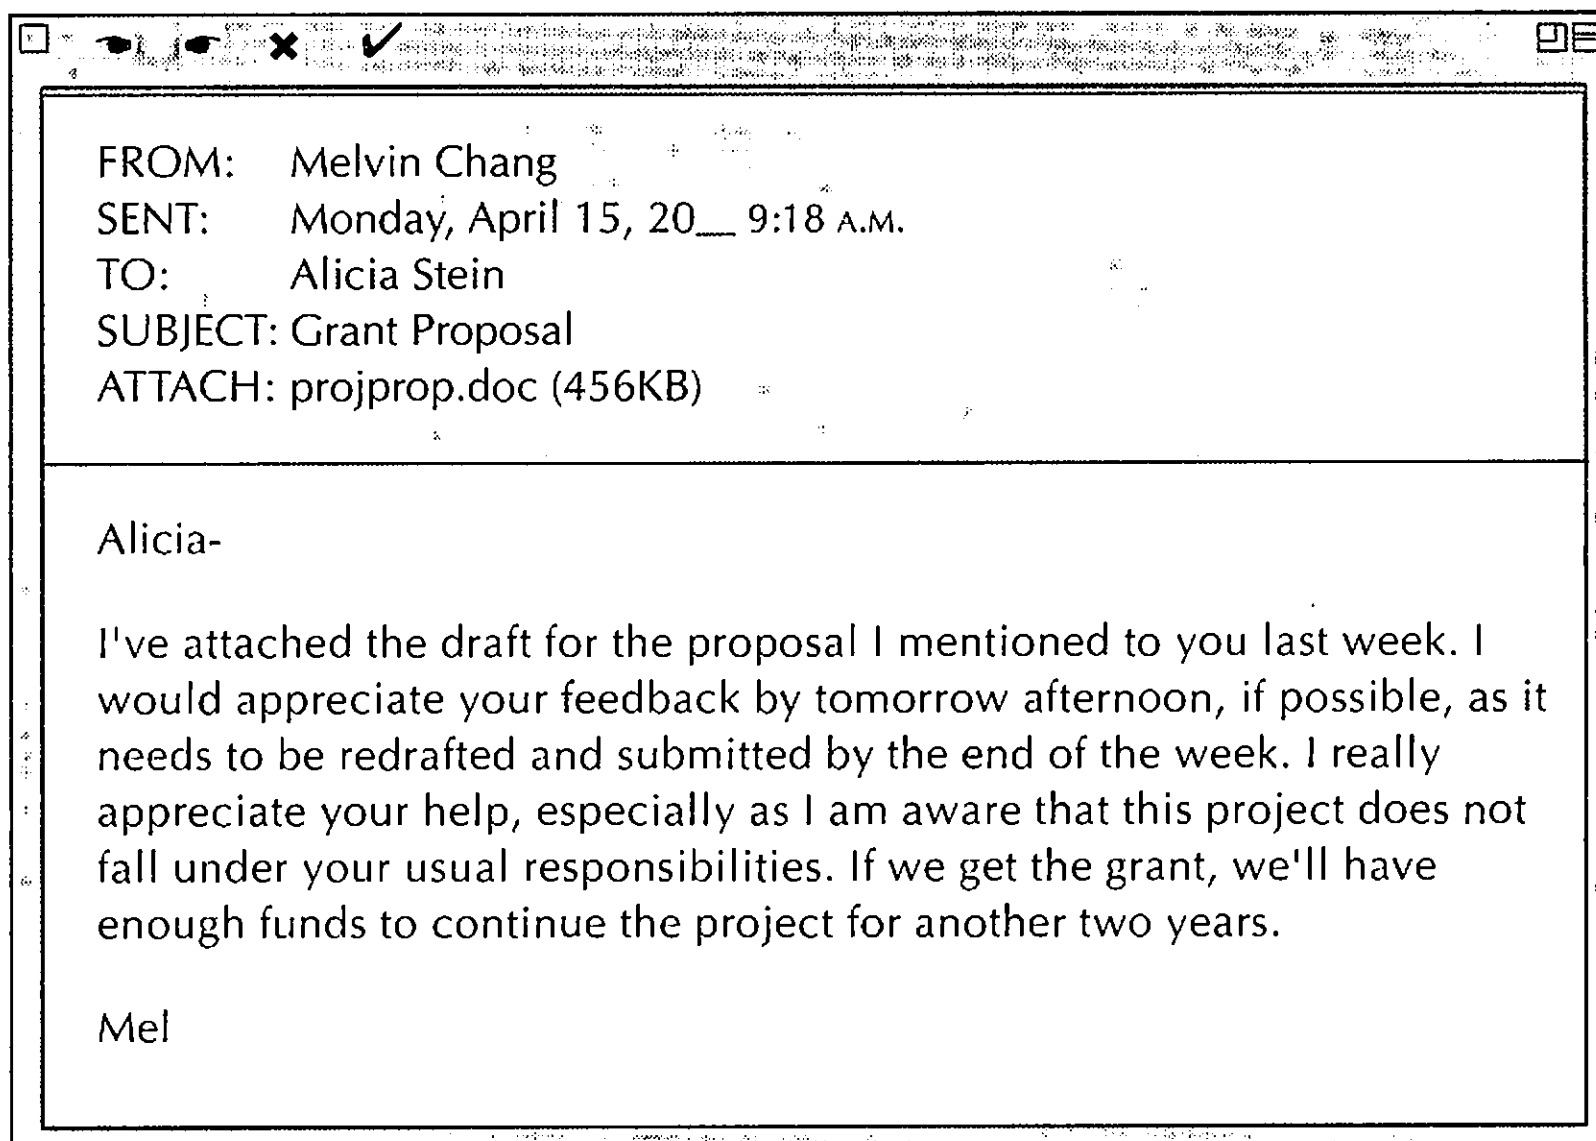 FROM: Melvin Chang
SENT: Monday, April 15, 20__ 9:18 A.M.
TO: Alicia Stein
SUBJECT: Grant Proposal
ATTACH: projprop.doc (456KB)
Alicia-
I've attached the draft for the proposal I mentioned to you last week. I
would appreciate your feedback by tomorrow afternoon, if possible, as it
needs to be redrafted and submitted by the end of the week. I really
appreciate your help, especially as I am aware that this project does not
fall under your usual responsibilities. If we get the grant, we'll have
enough funds to continue the project for another two years.
Mel